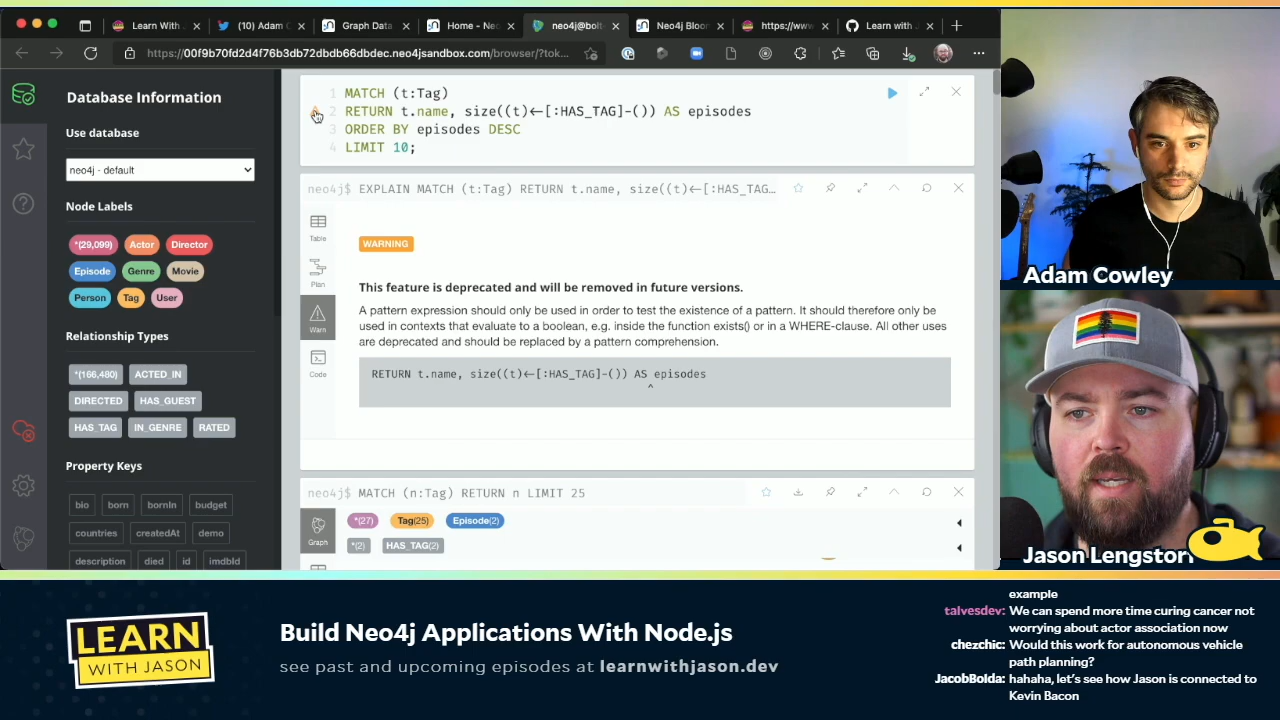 Learn With J
(2) Adam C
Graph Data
Home - Neo
neo4j@bolt
Neo4j Bloo
https://ww
Learn with J
https://00f9b70fd2d4f76b3db72dbdb66dbdec.neo4jsandbox.com/browser/?tok...
Database Information
Use database
neo4j - default
Node Labels
*(29,099) Actor Director
Episode Genre Movie
Person Tag User
Relationship Types
*(166,480) ACTED_IN
DIRECTED HAS_GUEST
HAS_TAG IN_GENRE RATED
Property Keys
bio born bornIn budget
countries createdAt demo
description died id imdbId
1 MATCH (t:Tag)
2 RETURN t.name, size((t)<-[:HAS_TAG]-()) AS episodes
3 ORDER BY episodes DESC
4 LIMIT 10;
neo4j$ EXPLAIN MATCH (t:Tag) RETURN t.name, size((t)<-[:HAS_TAG...
Table
Plan
Warn
Code
WARNING
This feature is deprecated and will be removed in future versions.
A pattern expression should only be used in order to test the existence of a pattern. It should therefore only be
used in contexts that evaluate to a boolean, e.g. inside the function exists() or in a WHERE-clause. All other uses
are deprecated and should be replaced by a pattern comprehension.
RETURN t.name, size((t)<-[:HAS_TAG]-()) AS episodes
^
neo4j$ MATCH (n:Tag) RETURN n LIMIT 25
Graph
*(27) Tag(25) Episode(2)
*(2) HAS_TAG(2)
Adam Cowley
Jason Lengstorf
LEARN
WITH JASON
Build Neo4j Applications With Node.js
see past and upcoming episodes at learnwithjason.dev
example
talvesdev: We can spend more time curing cancer not
worrying about actor association now
chezchic: Would this work for autonomous vehicle
path planning?
JacobBolda: hahaha, let's see how Jason is connected to
Kevin Bacon